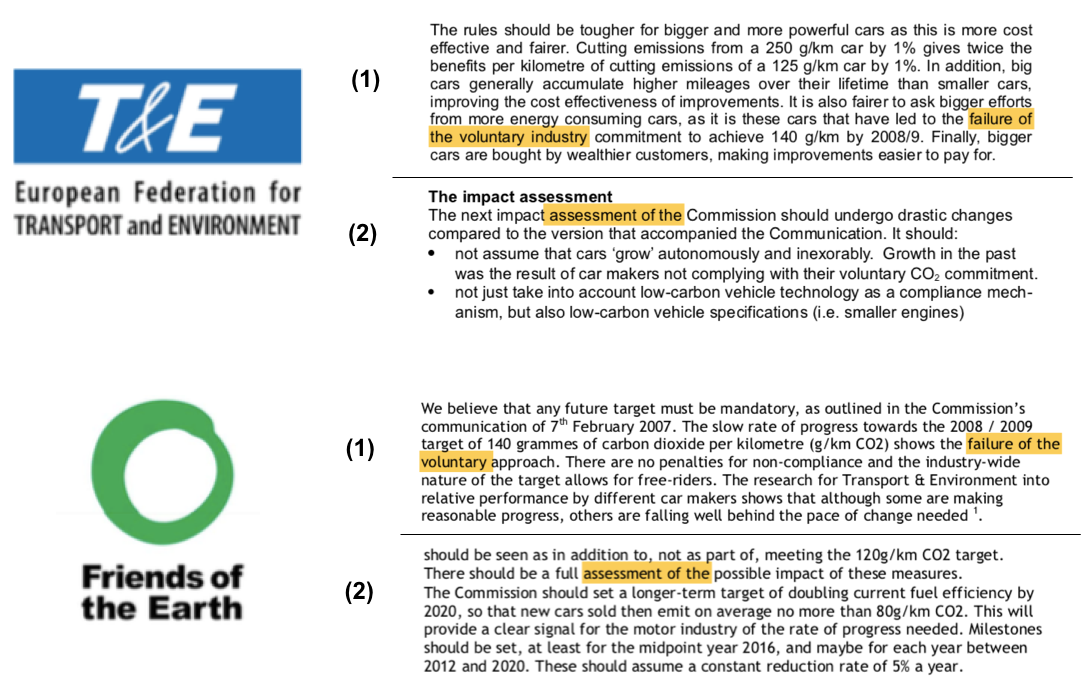 T&E
European Federation for
TRANSPORT and ENVIRONMENT
(1)
The rules should be tougher for bigger and more powerful cars as this is more cost
effective and fairer. Cutting emissions from a 250 g/km car by 1% gives twice the
benefits per kilometre of cutting emissions of a 125 g/km car by 1%. In addition, big
cars generally accumulate higher mileages over their lifetime than smaller cars,
improving the cost effectiveness of improvements. It is also fairer to ask bigger efforts
from more energy consuming cars, as it is these cars that have led to the failure of
the voluntary industry commitment to achieve 140 g/km by 2008/9. Finally, bigger
cars are bought by wealthier customers, making improvements easier to pay for.
(2)
The impact assessment
The next impact assessment of the Commission should undergo drastic changes
compared to the version that accompanied the Communication. It should:
• not assume that cars ‘grow’ autonomously and inexorably. Growth in the past
was the result of car makers not complying with their voluntary CO₂ commitment.
• not just take into account low-carbon vehicle technology as a compliance mech-
anism, but also low-carbon vehicle specifications (i.e. smaller engines)
Friends of
the Earth
(1)
We believe that any future target must be mandatory, as outlined in the Commission’s
communication of 7th February 2007. The slow rate of progress towards the 2008 / 2009
target of 140 grammes of carbon dioxide per kilometre (g/km CO2) shows the failure of the
voluntary approach. There are no penalties for non-compliance and the industry-wide
nature of the target allows for free-riders. The research for Transport & Environment into
relative performance by different car makers shows that although some are making
reasonable progress, others are falling well behind the pace of change needed ¹.
(2)
should be seen as in addition to, not as part of, meeting the 120g/km CO2 target.
There should be a full assessment of the possible impact of these measures.
The Commission should set a longer-term target of doubling current fuel efficiency by
2020, so that new cars sold then emit on average no more than 80g/km CO2. This will
provide a clear signal for the motor industry of the rate of progress needed. Milestones
should be set, at least for the midpoint year 2016, and maybe for each year between
2012 and 2020. These should assume a constant reduction rate of 5% a year.